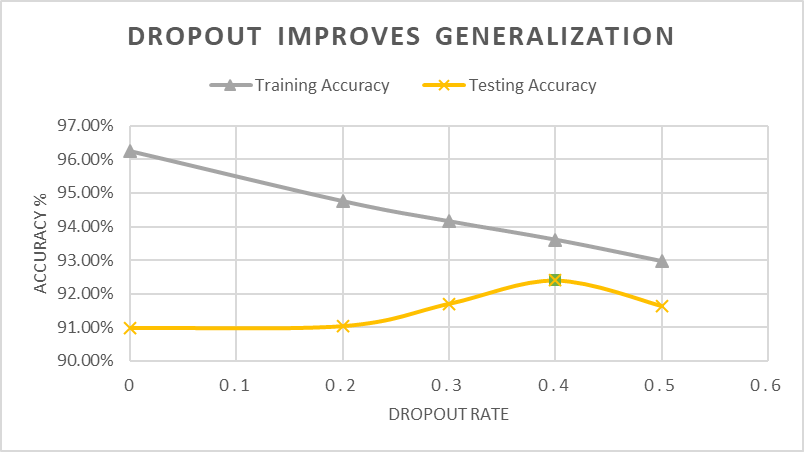 DROPOUT IMPROVES GENERALIZATION
Training Accuracy
Testing Accuracy
97.00%
96.00%
95.00%
94.00%
93.00%
92.00%
91.00%
90.00%
ACCURACY %
0 0.1 0.2 0.3 0.4 0.5 0.6
DROPOUT RATE